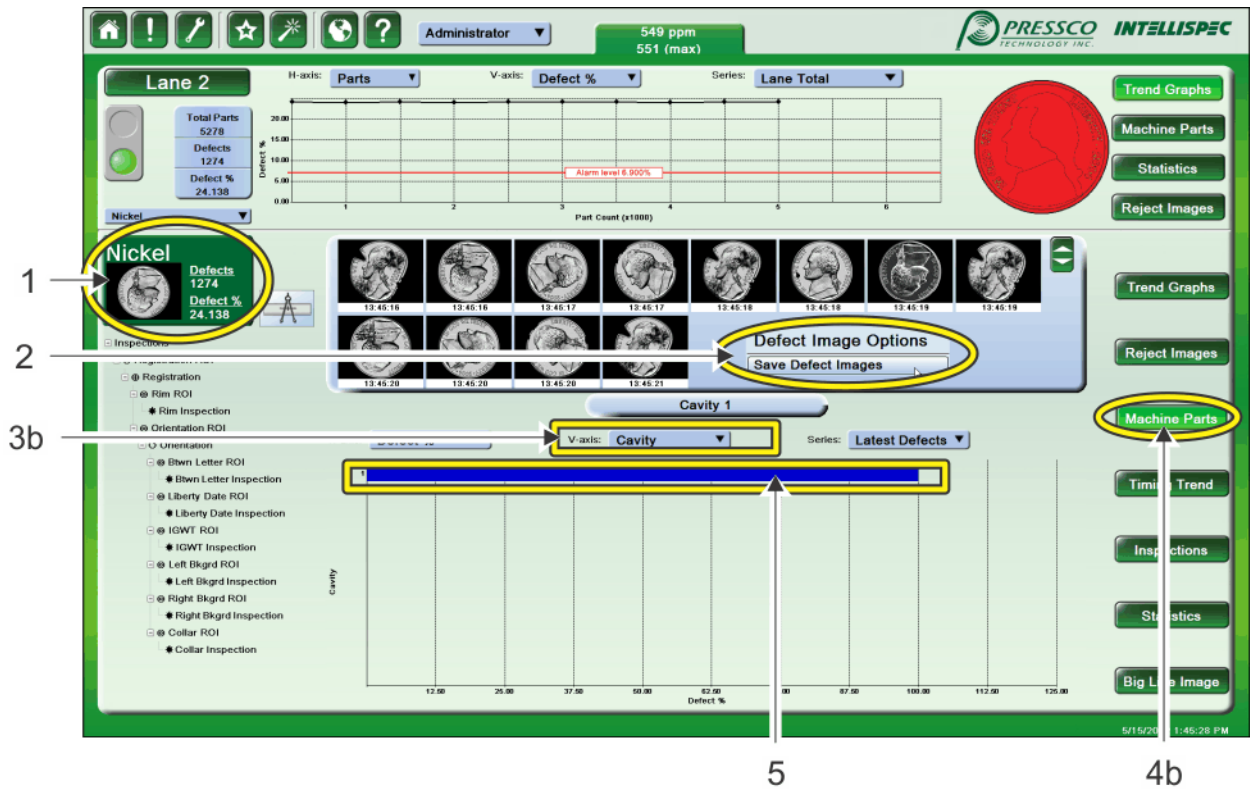 Administrator
549 ppm
551 (max)
PRESSCO
TECHNOLOGY INC.
INTELLISPEC
Lane 2
H-axis: Parts
V-axis: Defect %
Series: Lane Total
Trend Graphs
Machine Parts
Statistics
Reject Images
Total Parts
5278
Defects
1274
Defect %
24.138
Nickel
Defect %
20.00
15.00
10.00
5.00
0.00
Alarm level 6.900%
1 2 3 4 5 6
Part Count (x1000)
1
Nickel
Defects
1274
Defect %
24.138
13:45:16 13:45:16 13:45:17 13:45:17 13:45:18 13:45:18 13:45:19 13:45:19
13:45:20 13:45:20 13:45:20 13:45:21
2
Defect Image Options
Save Defect Images
Trend Graphs
Reject Images
Machine Parts
Timing Trend
Inspections
Statistics
Big Image
Inspections
Registration ROI
Registration
Rim ROI
Rim Inspection
Orientation ROI
Orientation
Btwn Letter ROI
Btwn Letter Inspection
Liberty Date ROI
Liberty Date Inspection
IGWT ROI
IGWT Inspection
Left Bkgrd ROI
Left Bkgrd Inspection
Right Bkgrd ROI
Right Bkgrd Inspection
Collar ROI
Collar Inspection
Cavity 1
3b
Defect %
V-axis: Cavity
Series: Latest Defects
1
Cavity
12.50 25.00 37.50 50.00 62.50 87.50 100.00 112.50 125.00
Defect %
1:45:28 PM
5
4b